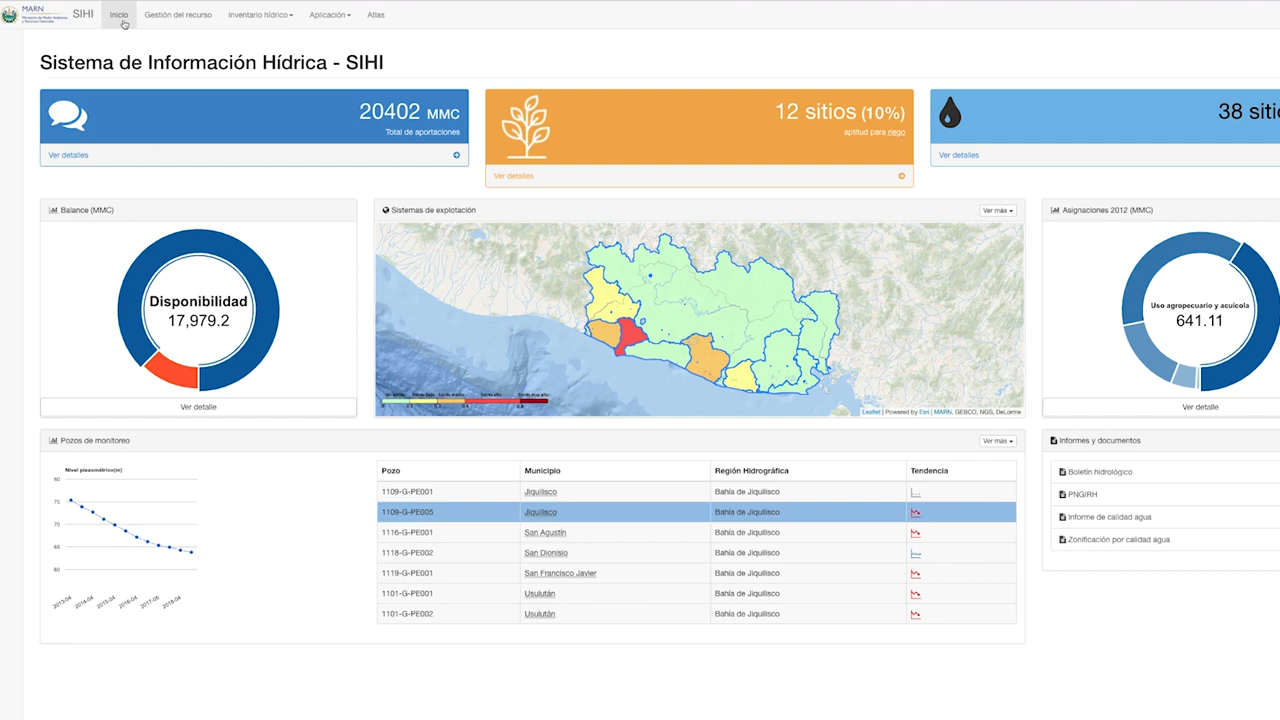 MARN
Ministerio de Medio Ambiente
y Recursos Naturales
SIHI
Inicio
Gestión del recurso
Inventario hídrico
Aplicación
Atlas
Sistema de Información Hídrica - SIHI
20402 MMC
Total de aportaciones
Ver detalles
12 sitios (10%)
aptitud para riego
Ver detalles
38 siti
Ver detalles
Balance (MMC)
Disponibilidad
17,979.2
Ver detalle
Sistemas de explotación
Ver más
Leaflet | Powered by Esri | MARN, GEBCO, NGS, DeLorme
Asignaciones 2012 (MMC)
Uso agropecuario y acuícola
641.11
Ver detalle
Pozos de monitoreo
Ver más
Nivel piezométrico(m)
80
75
70
65
60
2013-04
2014-04
2015-04
2016-04
2017-05
2018-04
Pozo Municipio Región Hidrográfica Tendencia
1109-G-PE001 Jiquilisco Bahía de Jiquilisco
1109-G-PE005 Jiquilisco Bahía de Jiquilisco
1116-G-PE001 San Agustín Bahía de Jiquilisco
1118-G-PE002 San Dionisio Bahía de Jiquilisco
1119-G-PE001 San Francisco Javier Bahía de Jiquilisco
1101-G-PE001 Usulután Bahía de Jiquilisco
1101-G-PE002 Usulután Bahía de Jiquilisco
Informes y documentos
Boletín hidrológico
PNGIRH
Informe de calidad agua
Zonificación por calidad agua